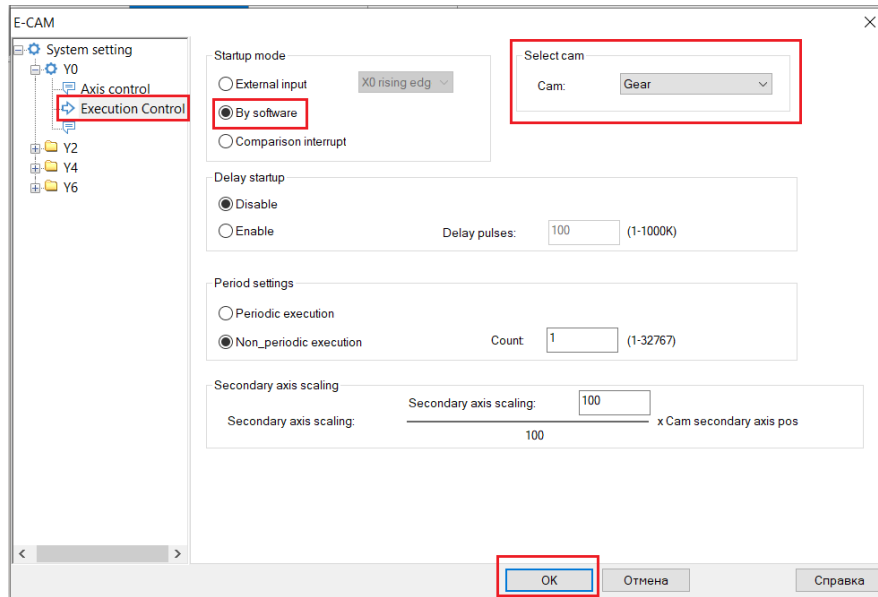 E-CAM
System setting
Y0
Axis control
Execution Control
Y2
Y4
Y6
Startup mode
External input
X0 rising edg
By software
Comparison interrupt
Select cam
Cam:
Gear
Delay startup
Disable
Enable
Delay pulses:
100
(1-1000K)
Period settings
Periodic execution
Non_periodic execution
Count
1
(1-32767)
Secondary axis scaling
Secondary axis scaling:
Secondary axis scaling:
100
100
x Cam secondary axis pos
OK
Отмена
Справка